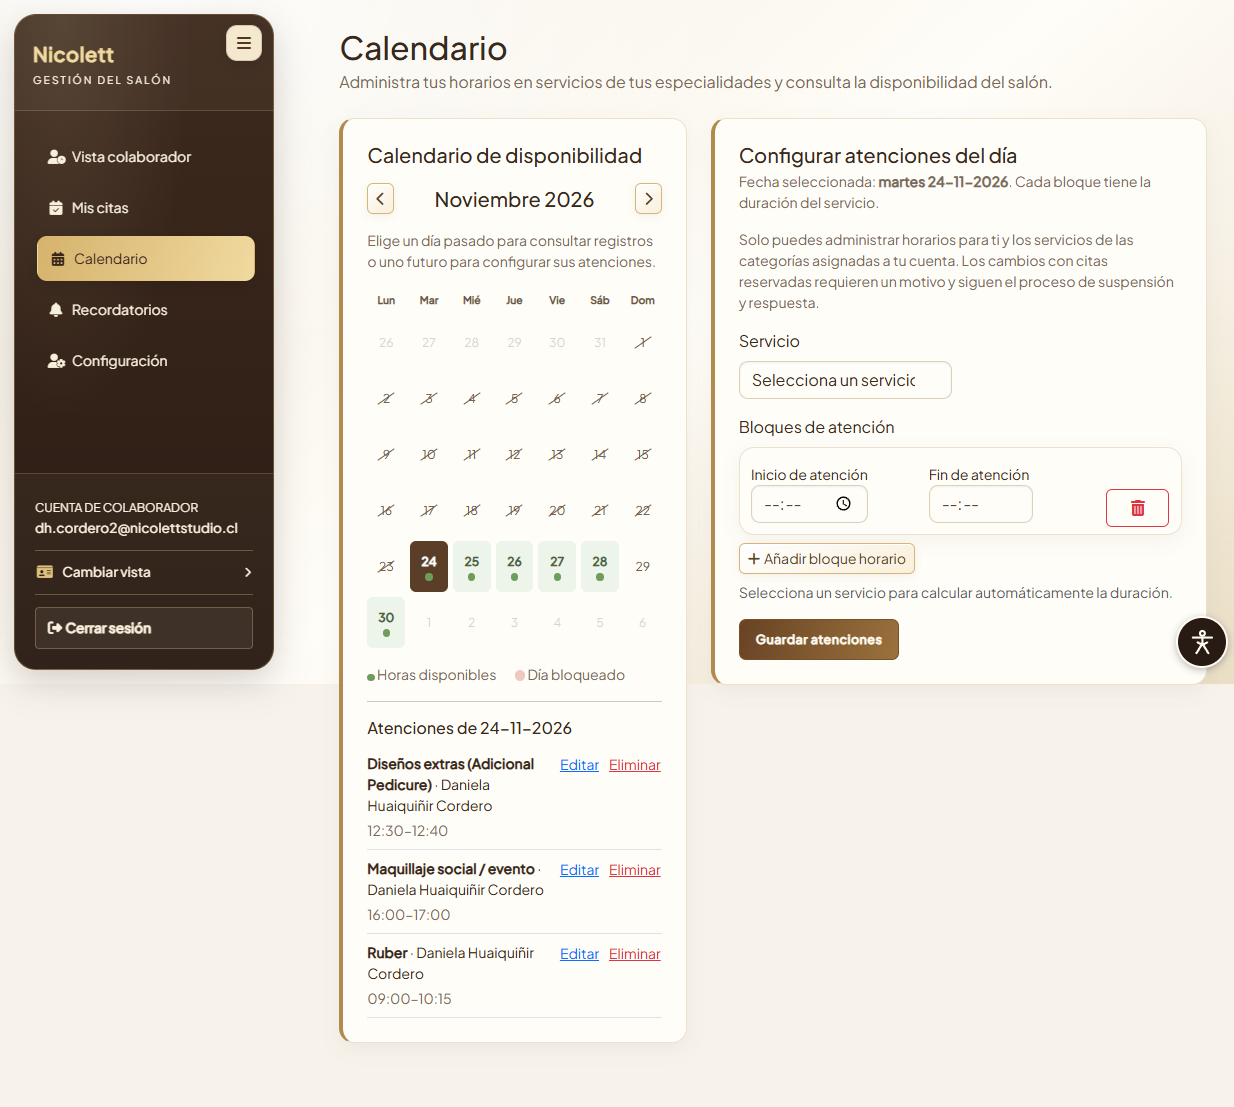 Nicolett
GESTIÓN DEL SALÓN
Vista colaborador
Mis citas
Calendario
Recordatorios
Configuración
CUENTA DE COLABORADOR
dh.cordero2@nicolettstudio.cl
Cambiar vista
Cerrar sesión
Calendario
Administra tus horarios en servicios de tus especialidades y consulta la disponibilidad del salón.
Calendario de disponibilidad
Noviembre 2026
Elige un día pasado para consultar registros
o uno futuro para configurar sus atenciones.
Lun Mar Mié Jue Vie Sáb Dom
26 27 28 29 30 31 1
2 3 4 5 6 7 8
9 10 11 12 13 14 15
16 17 18 19 20 21 22
23 24 25 26 27 28 29
30 1 2 3 4 5 6
Horas disponibles Día bloqueado
Atenciones de 24-11-2026
Diseños extras (Adicional Editar Eliminar
Pedicure) · Daniela
Huaiquiñir Cordero
12:30–12:40
Maquillaje social / evento · Editar Eliminar
Daniela Huaiquiñir Cordero
16:00–17:00
Ruber · Daniela Huaiquiñir Editar Eliminar
Cordero
09:00–10:15
Configurar atenciones del día
Fecha seleccionada: martes 24-11-2026. Cada bloque tiene la
duración del servicio.
Solo puedes administrar horarios para ti y los servicios de las
categorías asignadas a tu cuenta. Los cambios con citas
reservadas requieren un motivo y siguen el proceso de suspensión
y respuesta.
Servicio
Selecciona un servicio
Bloques de atención
Inicio de atención Fin de atención
--:-- --:--
+ Añadir bloque horario
Selecciona un servicio para calcular automáticamente la duración.
Guardar atenciones